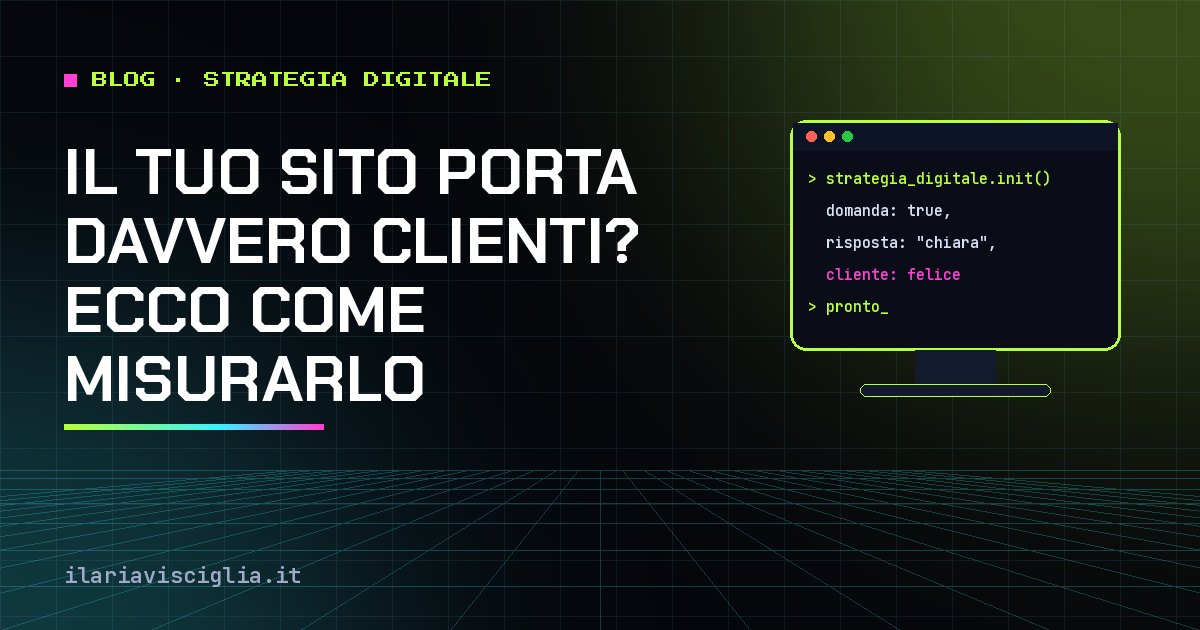 BLOG · STRATEGIA DIGITALE
IL TUO SITO PORTA
DAVVERO CLIENTI?
ECCO COME
MISURARLO
> strategia_digitale.init()
domanda: true,
risposta: "chiara",
cliente: felice
> pronto_
ilariavisciglia.it